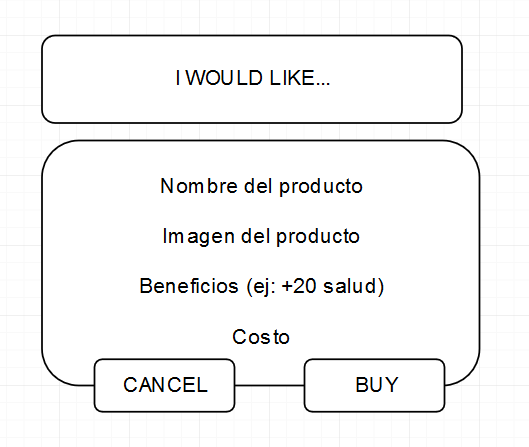 I WOULD LIKE...
Nombre del producto
Imagen del producto
Beneficios (ej: +20 salud)
Costo
CANCEL
BUY